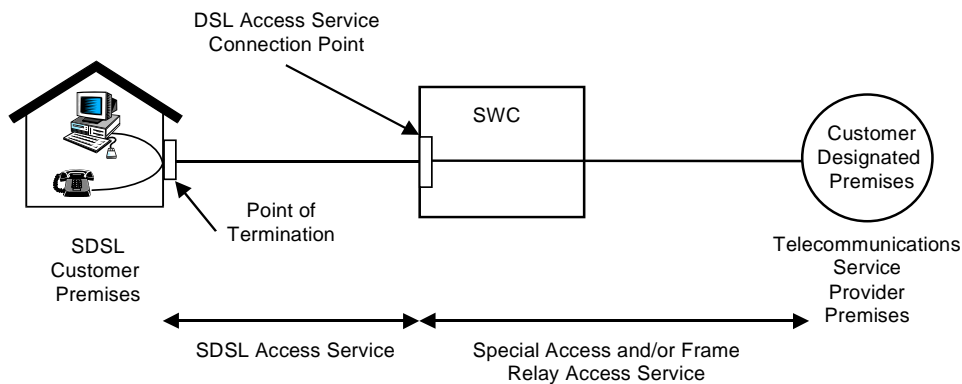 DSL Access Service
Connection Point
SWC
Customer
Designated
Premises
Point of
Termination
SDSL
Customer
Premises
Telecommunications
Service
Provider
Premises
SDSL Access Service
Special Access and/or Frame
Relay Access Service